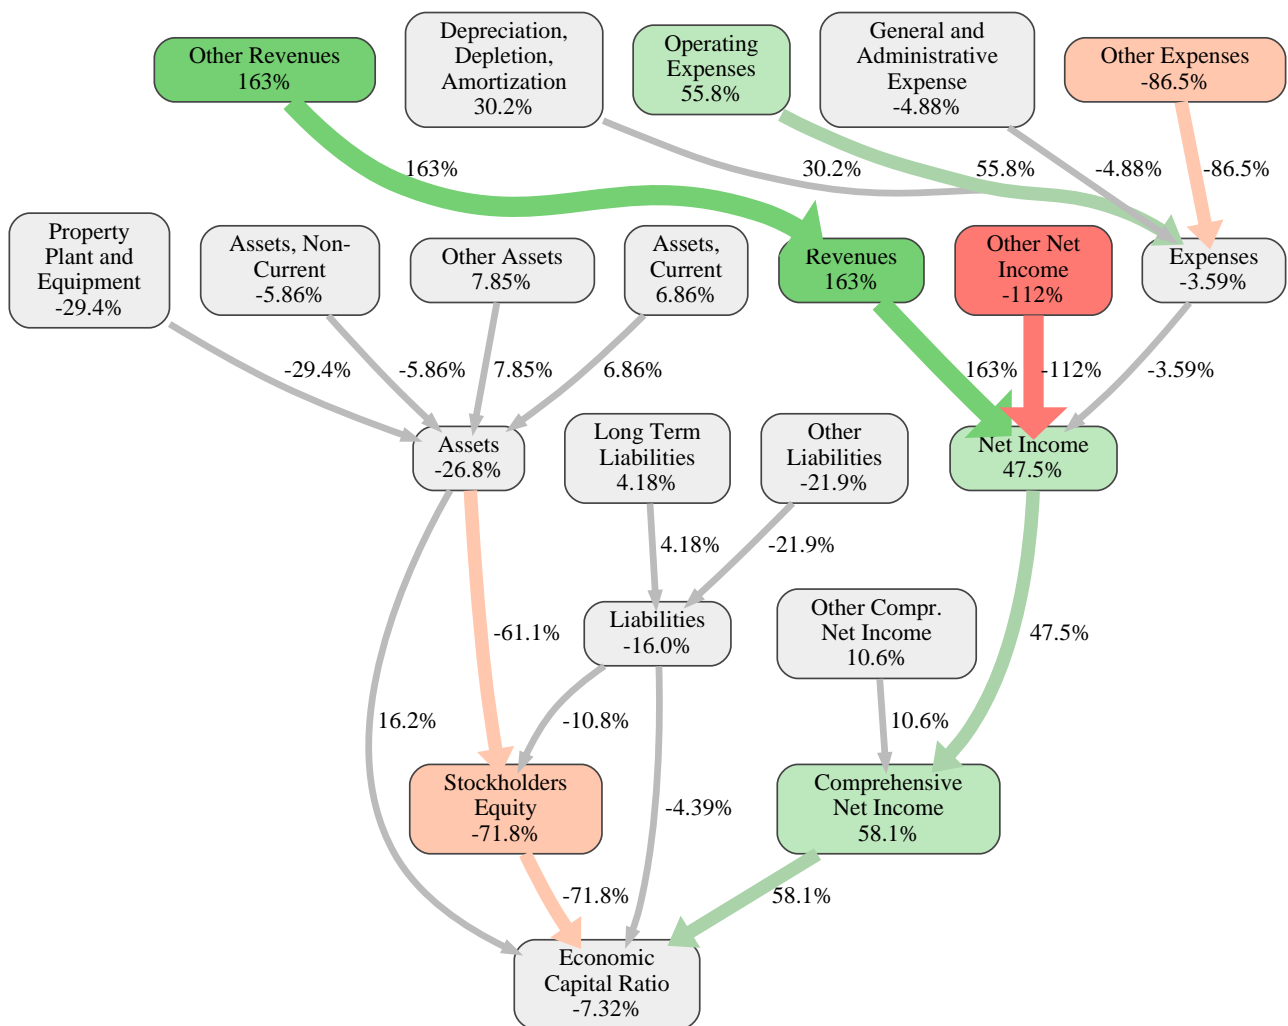 Other Revenues
163%
Depreciation,
Depletion,
Amortization
30.2%
Operating
Expenses
55.8%
General and
Administrative
Expense
-4.88%
Other Expenses
-86.5%
163%
30.2%
55.8%
-4.88%
-86.5%
Property
Plant and
Equipment
-29.4%
Assets, Non-
Current
-5.86%
Other Assets
7.85%
Assets,
Current
6.86%
Revenues
163%
Other Net
Income
-112%
Expenses
-3.59%
-29.4%
-5.86%
7.85%
6.86%
163%
-112%
-3.59%
Assets
-26.8%
Long Term
Liabilities
4.18%
Other
Liabilities
-21.9%
Net Income
47.5%
4.18%
-21.9%
-61.1%
Liabilities
-16.0%
Other Compr.
Net Income
10.6%
47.5%
16.2%
-10.8%
10.6%
Stockholders
Equity
-71.8%
-4.39%
Comprehensive
Net Income
58.1%
-71.8%
58.1%
Economic
Capital Ratio
-7.32%